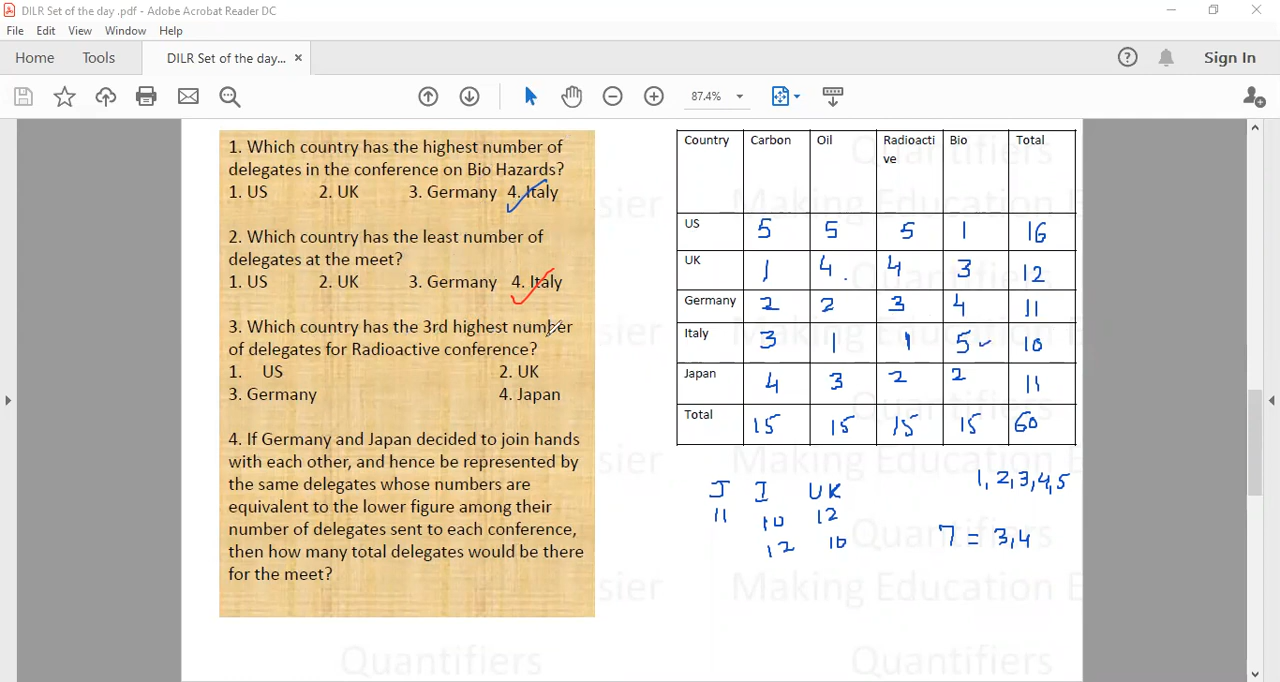 DILR Set of the day .pdf - Adobe Acrobat Reader DC
File Edit View Window Help
Home Tools DILR Set of the day... × Sign In
87.4%
1. Which country has the highest number of
delegates in the conference on Bio Hazards?
1. US 2. UK 3. Germany 4. Italy
2. Which country has the least number of
delegates at the meet?
1. US 2. UK 3. Germany 4. Italy
3. Which country has the 3rd highest number
of delegates for Radioactive conference?
1. US 2. UK
3. Germany 4. Japan
4. If Germany and Japan decided to join hands
with each other, and hence be represented by
the same delegates whose numbers are
equivalent to the lower figure among their
number of delegates sent to each conference,
then how many total delegates would be there
for the meet?
Country Carbon Oil Radioacti Bio Total
ve
US 5 5 5 1 16
UK 1 4 4 3 12
Germany 2 2 3 4 11
Italy 3 1 1 5 10
Japan 4 3 2 2 11
Total 15 15 15 15 60
J I UK
11 10 12
12 10
1, 2, 3, 4, 5
7 = 3, 4
sier
Making Education E
Quantifiers
sier
Making Education E
Quantifiers
Quantifiers